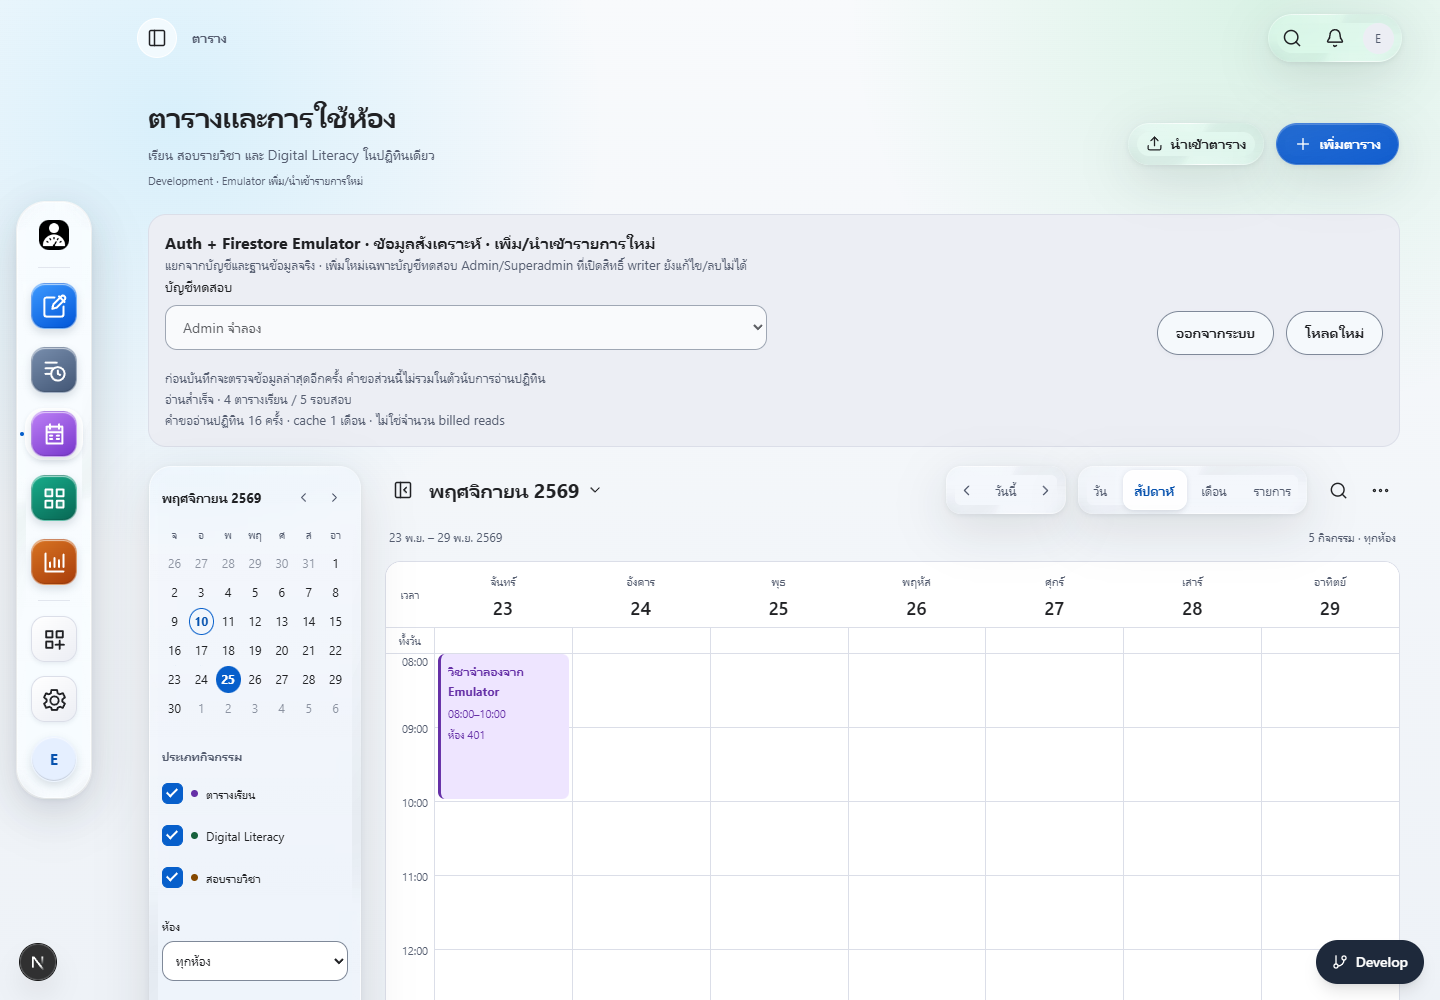 ตาราง
E
ตารางและการใช้ห้อง
เรียน สอบรายวิชา และ Digital Literacy ในปฏิทินเดียว
Development · Emulator เพิ่ม/นำเข้ารายการใหม่
นำเข้าตาราง
เพิ่มตาราง
Auth + Firestore Emulator · ข้อมูลสังเคราะห์ · เพิ่ม/นำเข้ารายการใหม่
แยกจากบัญชีและฐานข้อมูลจริง · เพิ่มใหม่เฉพาะบัญชีทดสอบ Admin/Superadmin ที่เปิดสิทธิ์ writer ยังแก้ไข/ลบไม่ได้
บัญชีทดสอบ
Admin จำลอง
ออกจากระบบ
โหลดใหม่
ก่อนบันทึกจะตรวจข้อมูลล่าสุดอีกครั้ง คำขอส่วนนี้ไม่รวมในตัวนับการอ่านปฏิทิน
อ่านสำเร็จ · 4 ตารางเรียน / 5 รอบสอบ
คำขออ่านปฏิทิน 16 ครั้ง · cache 1 เดือน · ไม่ใช่จำนวน billed reads
พฤศจิกายน 2569
จ อ พ พฤ ศ ส อา
26 27 28 29 30 31 1
2 3 4 5 6 7 8
9 10 11 12 13 14 15
16 17 18 19 20 21 22
23 24 25 26 27 28 29
30 1 2 3 4 5 6
ประเภทกิจกรรม
ตารางเรียน
Digital Literacy
สอบรายวิชา
ห้อง
ทุกห้อง
E
N
พฤศจิกายน 2569
วันนี้
วัน
สัปดาห์
เดือน
รายการ
23 พ.ย. – 29 พ.ย. 2569
5 กิจกรรม · ทุกห้อง
เวลา
จันทร์ อังคาร พุธ พฤหัส ศุกร์ เสาร์ อาทิตย์
23 24 25 26 27 28 29
ทั้งวัน
08:00
วิชาจำลองจาก
Emulator
08:00–10:00
ห้อง 401
09:00
10:00
11:00
12:00
Develop